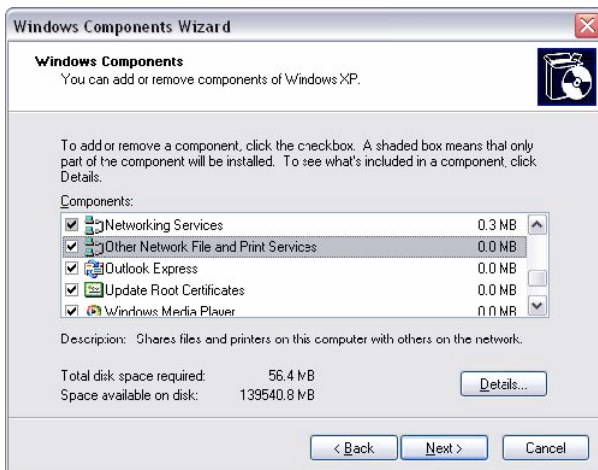 Windows Components Wizard
Windows Components
You can add or remove components of Windows XP.
To add or remove a component, click the checkbox. A shaded box means that only
part of the component will be installed. To see what's included in a component, click
Details.
Components:
Networking Services 0.3 MB
Other Network File and Print Services 0.0 MB
Outlook Express 0.0 MB
Update Root Certificates 0.0 MB
Windows Media Player 0.0 MB
Description: Shares files and printers on this computer with others on the network.
Total disk space required: 56.4 MB
Space available on disk: 139540.8 MB
Details...
< Back Next > Cancel